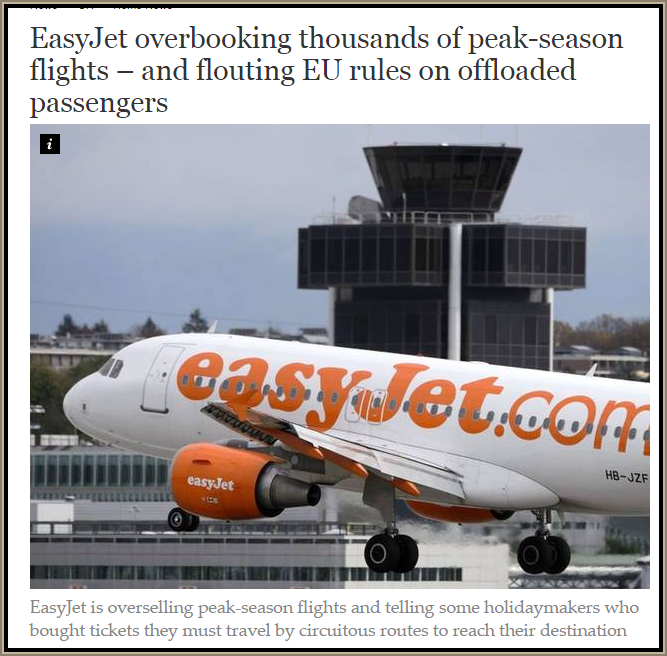 EasyJet overbooking thousands of peak-season
flights – and flouting EU rules on offloaded
passengers
i
easyJet.com
easyJet
HB-JZF
EasyJet is overselling peak-season flights and telling some holidaymakers who
bought tickets they must travel by circuitous routes to reach their destination